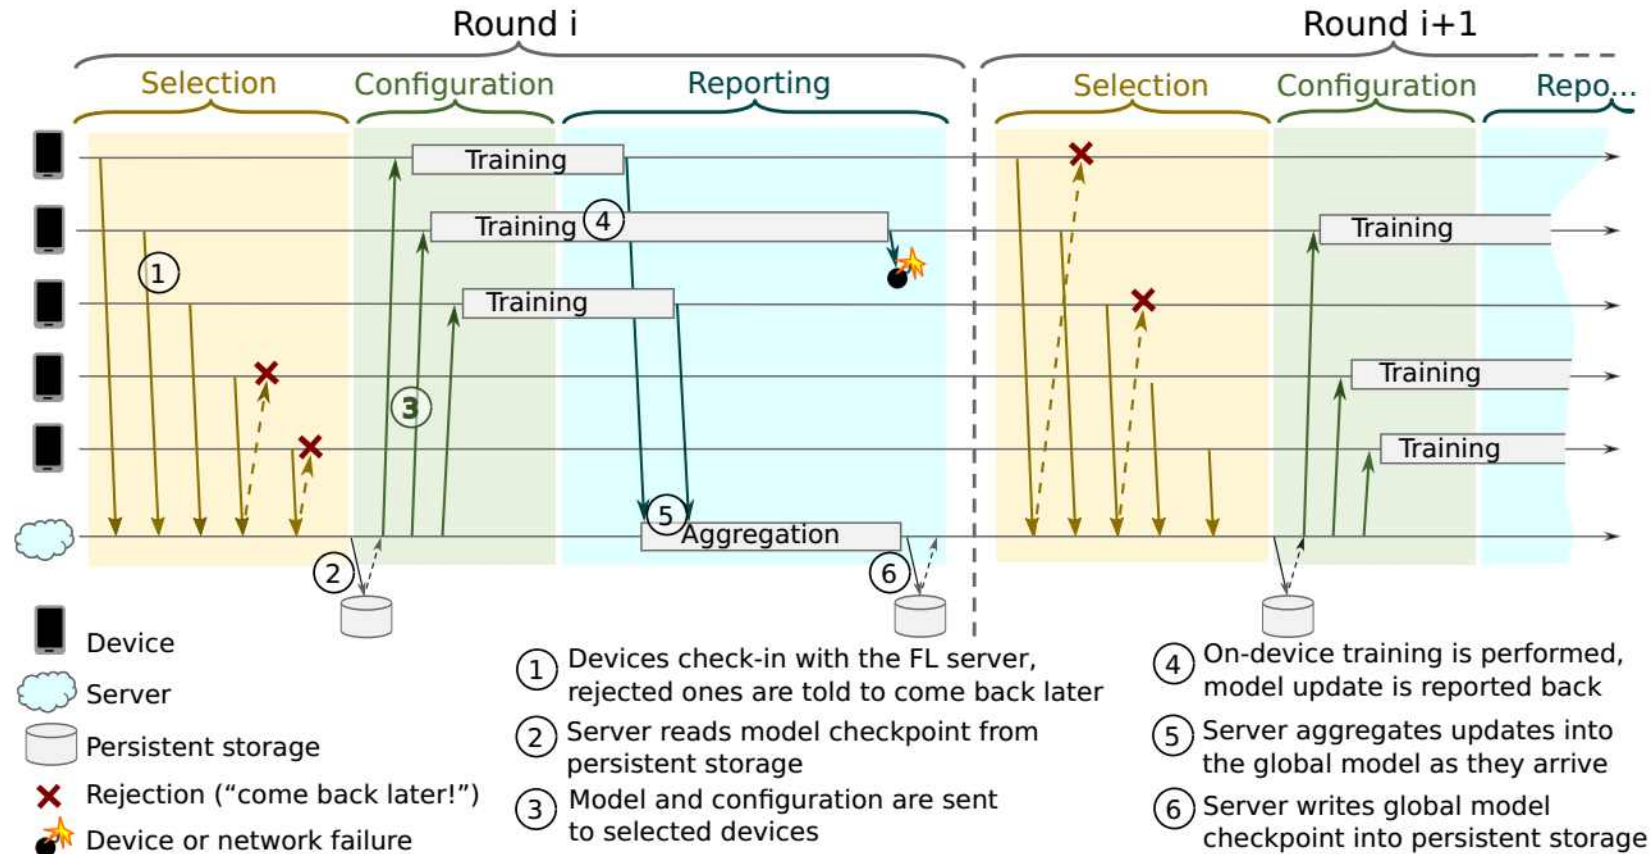 Round i
Round i+1
Selection
Configuration
Reporting
Selection
Configuration
Repo...
Training
Training
4
Training
Training
1
Training
3
Training
5
Aggregation
2
6
Device
Server
Persistent storage
Rejection (“come back later!”)
Device or network failure
1
Devices check-in with the FL server,
rejected ones are told to come back later
2
Server reads model checkpoint from
persistent storage
3
Model and configuration are sent
to selected devices
4
On-device training is performed,
model update is reported back
5
Server aggregates updates into
the global model as they arrive
6
Server writes global model
checkpoint into persistent storage